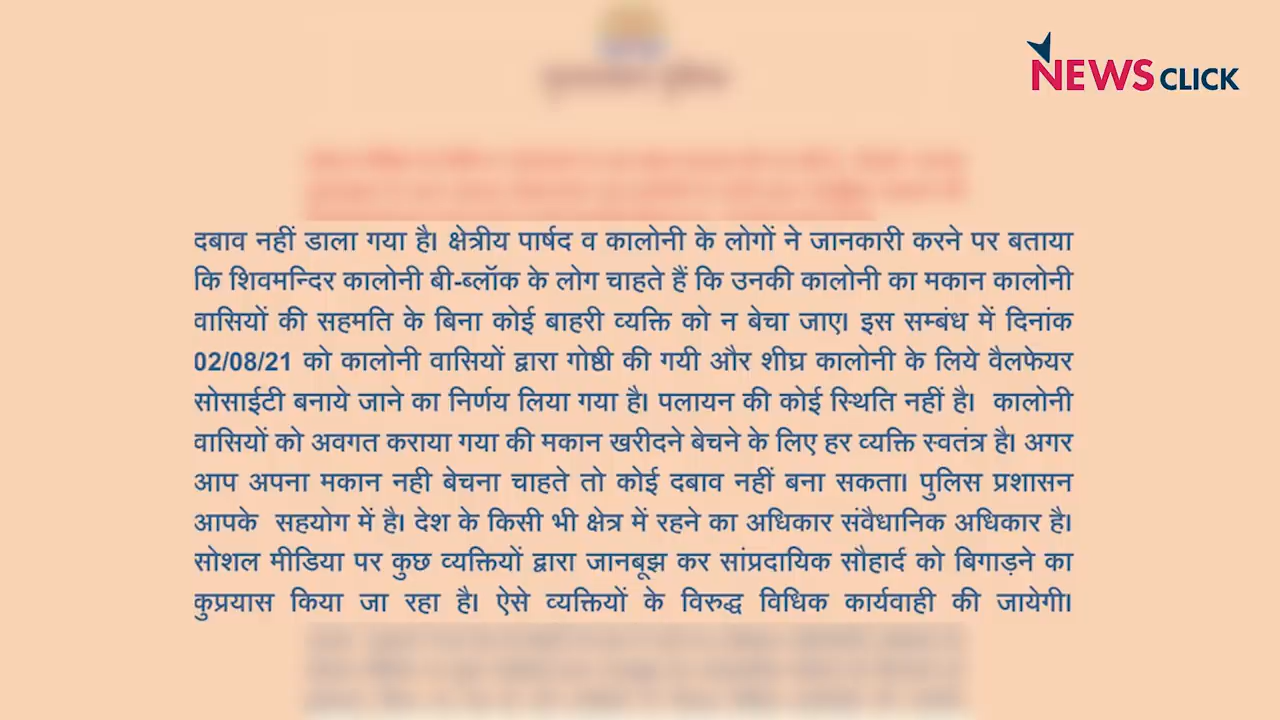 NEWS CLICK
दबाव नहीं डाला गया है। क्षेत्रीय पार्षद व कालोनी के लोगों ने जानकारी करने पर बताया
कि शिवमन्दिर कालोनी बी-ब्लॉक के लोग चाहते हैं कि उनकी कालोनी का मकान कालोनी
वासियों की सहमति के बिना कोई बाहरी व्यक्ति को न बेचा जाए। इस सम्बंध में दिनांक
02/08/21 को कालोनी वासियों द्वारा गोष्ठी की गयी और शीघ्र कालोनी के लिये वैलफेयर
सोसाईटी बनाये जाने का निर्णय लिया गया है। पलायन की कोई स्थिति नहीं है। कालोनी
वासियों को अवगत कराया गया की मकान खरीदने बेचने के लिए हर व्यक्ति स्वतंत्र है। अगर
आप अपना मकान नही बेचना चाहते तो कोई दबाव नहीं बना सकता। पुलिस प्रशासन
आपके सहयोग में है। देश के किसी भी क्षेत्र में रहने का अधिकार संवैधानिक अधिकार है।
सोशल मीडिया पर कुछ व्यक्तियों द्वारा जानबूझ कर सांप्रदायिक सौहार्द को बिगाड़ने का
कुप्रयास किया जा रहा है। ऐसे व्यक्तियों के विरुद्ध विधिक कार्यवाही की जायेगी।